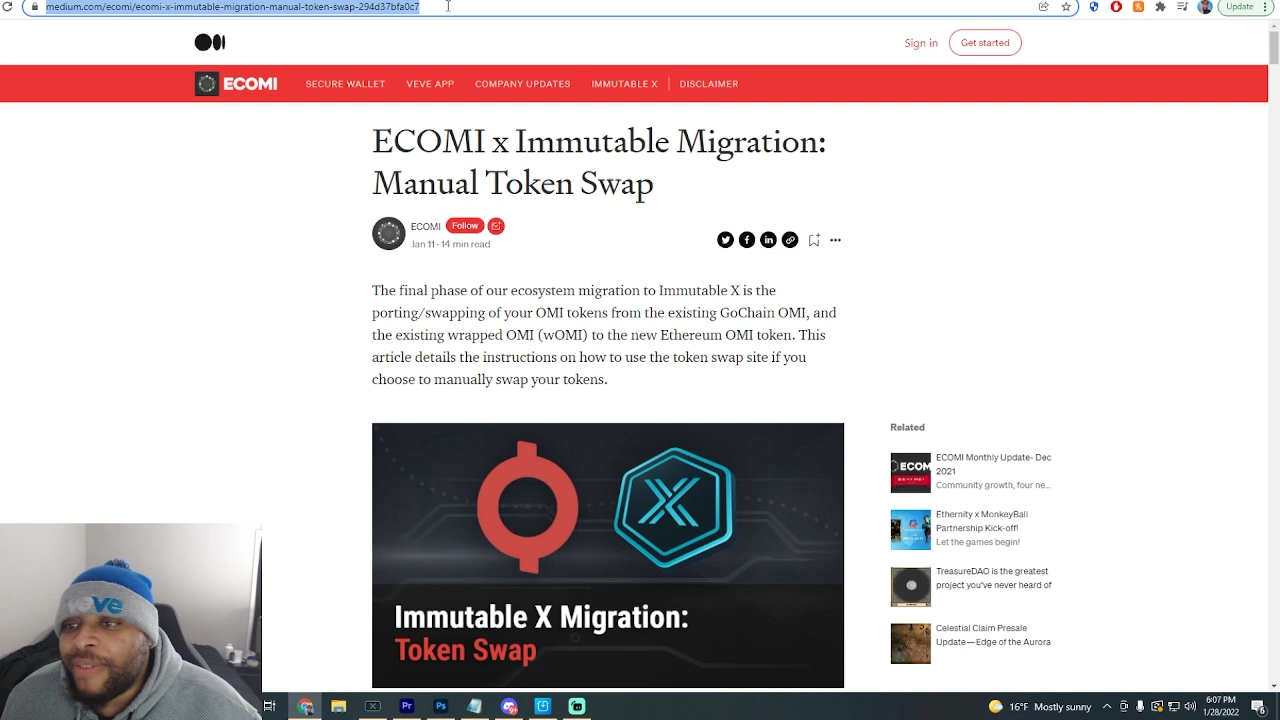 medium.com/ecomi/ecomi-x-immutable-migration-manual-token-swap-294d37bfa0c7
Update
Sign in
Get started
ECOMI
SECURE WALLET
VEVE APP
COMPANY UPDATES
IMMUTABLE X
DISCLAIMER
ECOMI x Immutable Migration:
Manual Token Swap
ECOMI
Follow
Jan 11 · 14 min read
The final phase of our ecosystem migration to Immutable X is the
porting/swapping of your OMI tokens from the existing GoChain OMI, and
the existing wrapped OMI (wOMI) to the new Ethereum OMI token. This
article details the instructions on how to use the token swap site if you
choose to manually swap your tokens.
Immutable X Migration:
Token Swap
Related
ECOMI Monthly Update- Dec
2021
Community growth, four ne...
Ethernity x MonkeyBall
Partnership Kick-off!
Let the games begin!
TreasureDAO is the greatest
project you've never heard of
Celestial Claim Presale
Update — Edge of the Aurora
veve
Pr
Ps
16°F Mostly sunny
6:07 PM
1/28/2022